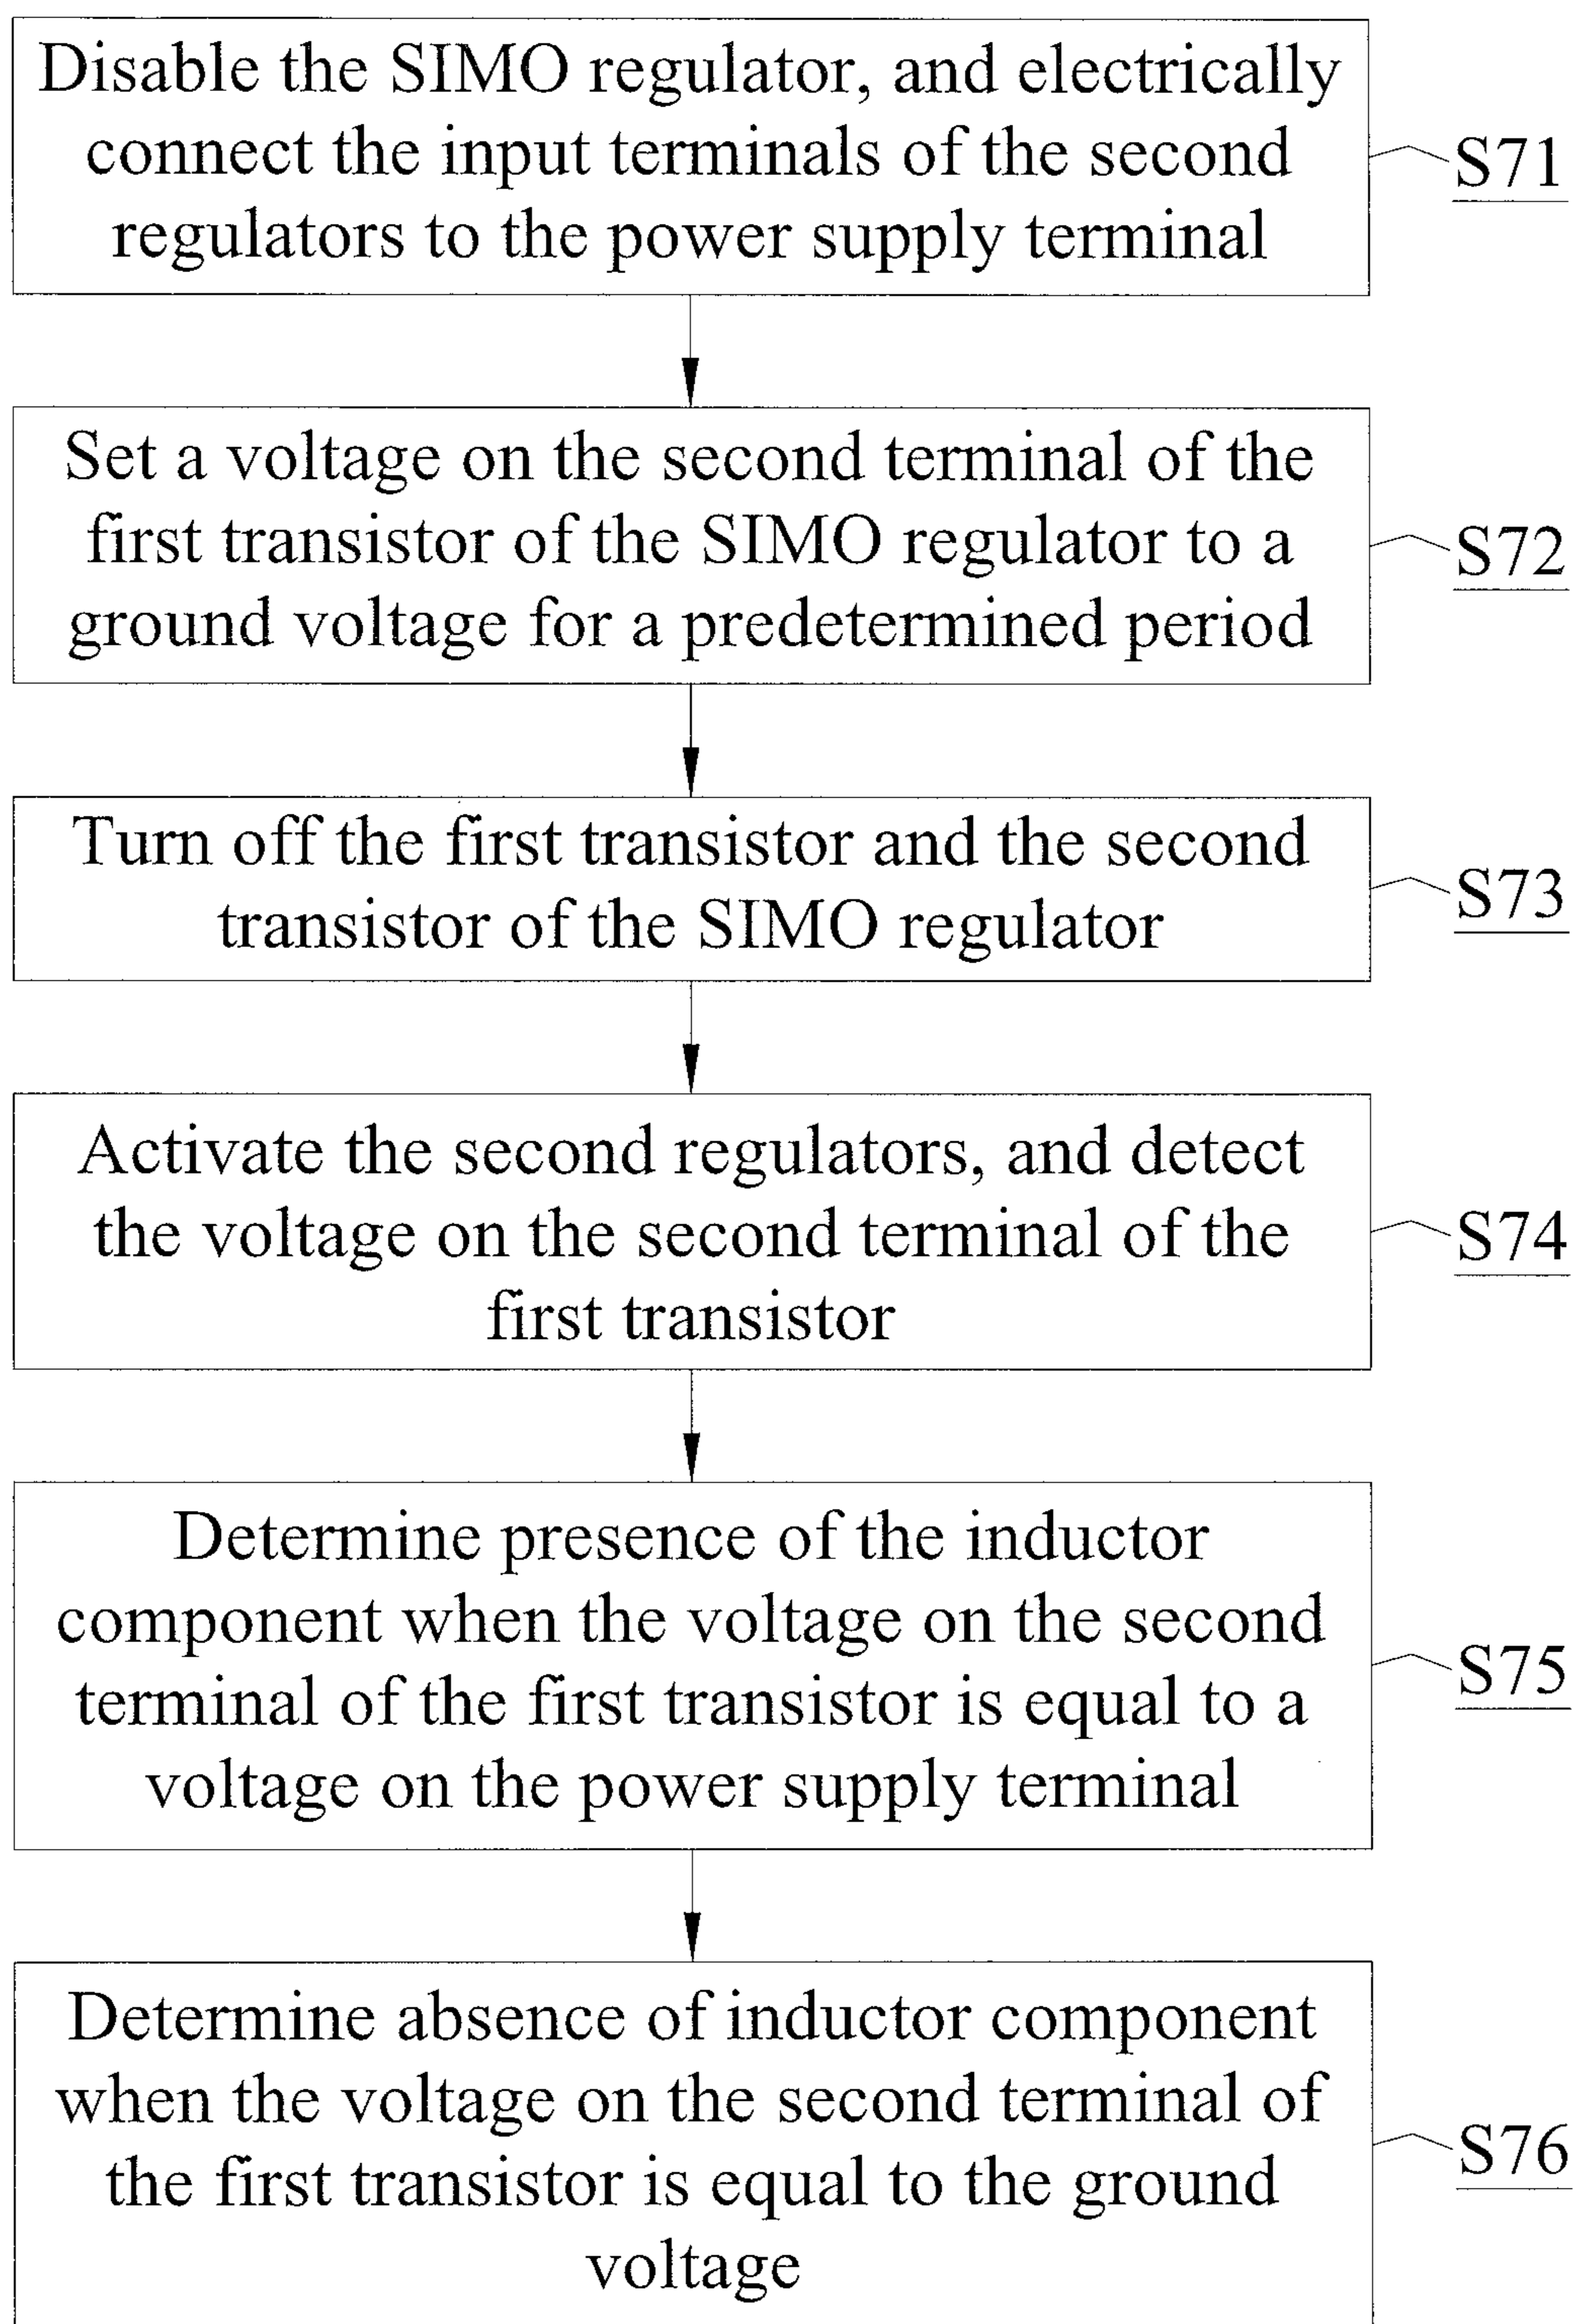 Disable the SIMO regulator, and electrically
connect the input terminals of the second
regulators to the power supply terminal
S71
Set a voltage on the second terminal of the
first transistor of the SIMO regulator to a
ground voltage for a predetermined period
S72
Turn off the first transistor and the second
transistor of the SIMO regulator
S73
Activate the second regulators, and detect
the voltage on the second terminal of the
first transistor
S74
Determine presence of the inductor
component when the voltage on the second
terminal of the first transistor is equal to a
voltage on the power supply terminal
S75
Determine absence of inductor component
when the voltage on the second terminal of
the first transistor is equal to the ground
voltage
S76